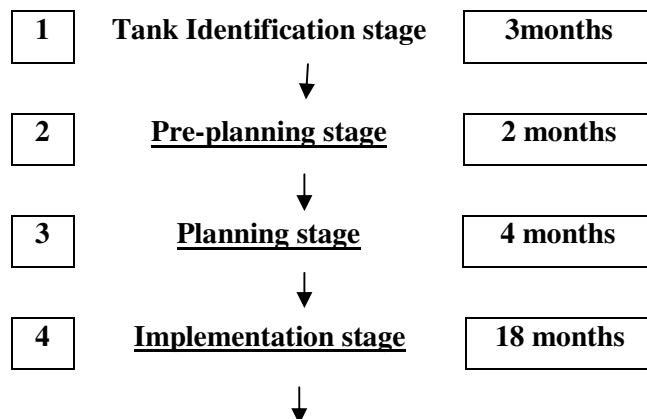 1 Tank Identification stage 3months
2 Pre-planning stage 2 months
3 Planning stage 4 months
4 Implementation stage 18 months